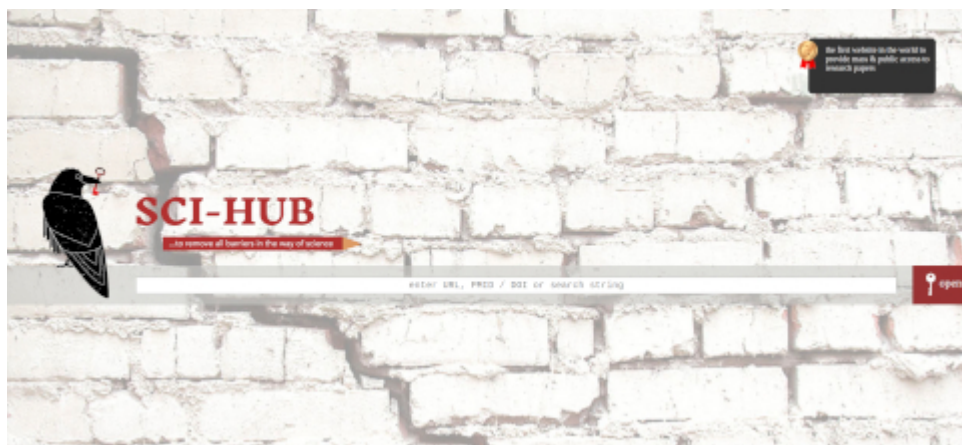 the first website in the world to
provide mass & public access to
research papers
SCI-HUB
...to remove all barriers in the way of science
enter URL, PMID / DOI or search string
open